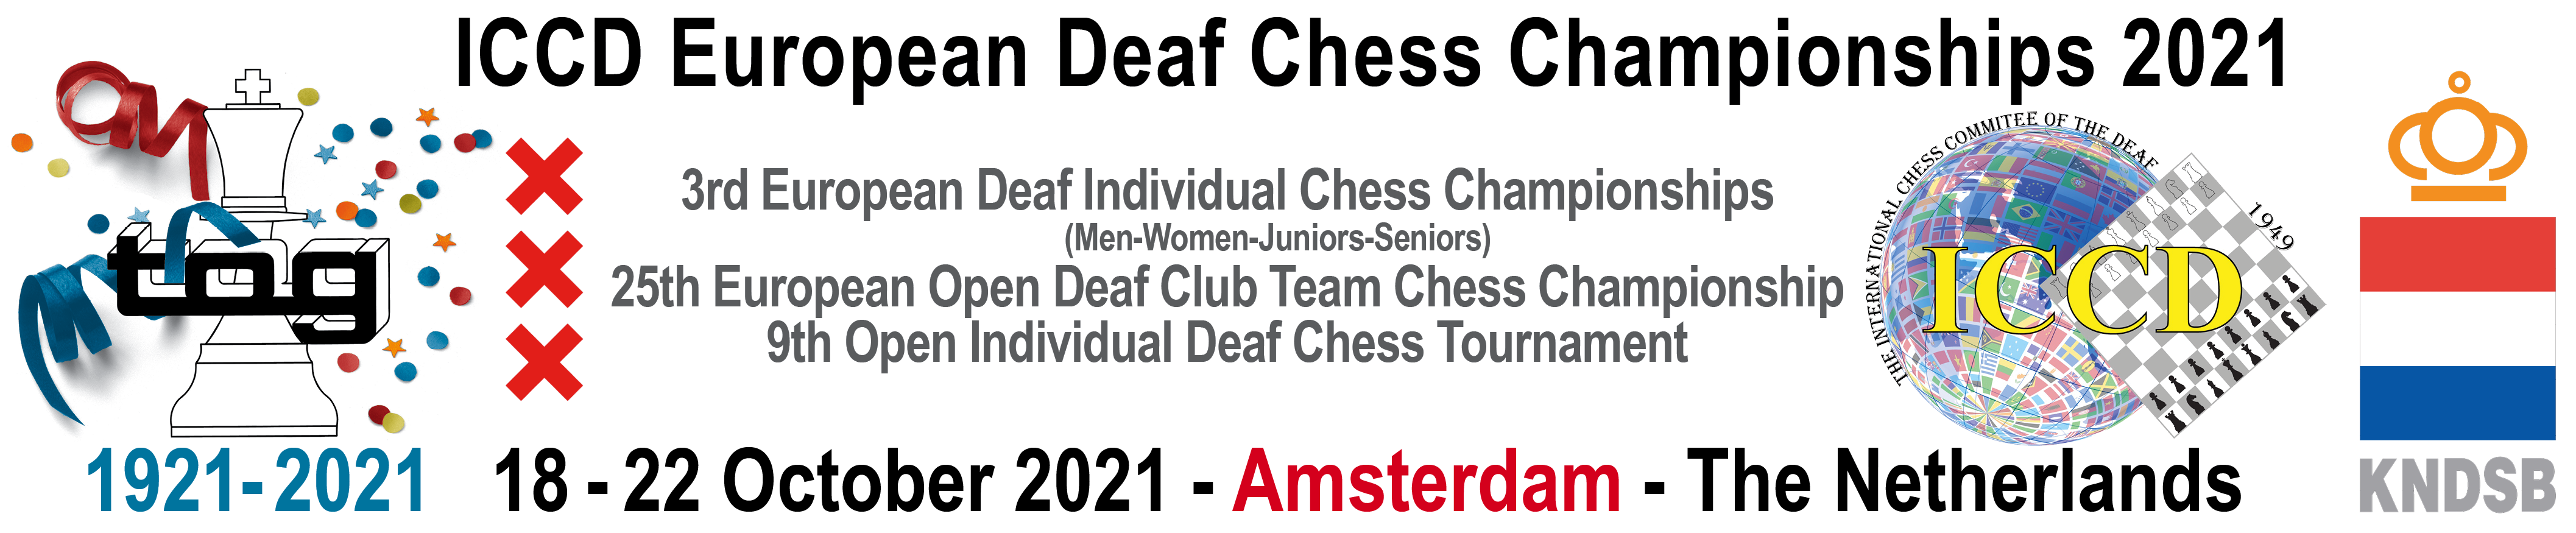 ICCD European Deaf Chess Championships 2021
3rd European Deaf Individual Chess Championships
(Men-Women-Juniors-Seniors)
25th European Open Deaf Club Team Chess Championship
9th Open Individual Deaf Chess Tournament
tog
1921-2021
18 - 22 October 2021 - Amsterdam - The Netherlands
THE INTERNATIONAL CHESS COMMITEE OF THE DEAF
1949
ICCD
KNDSB